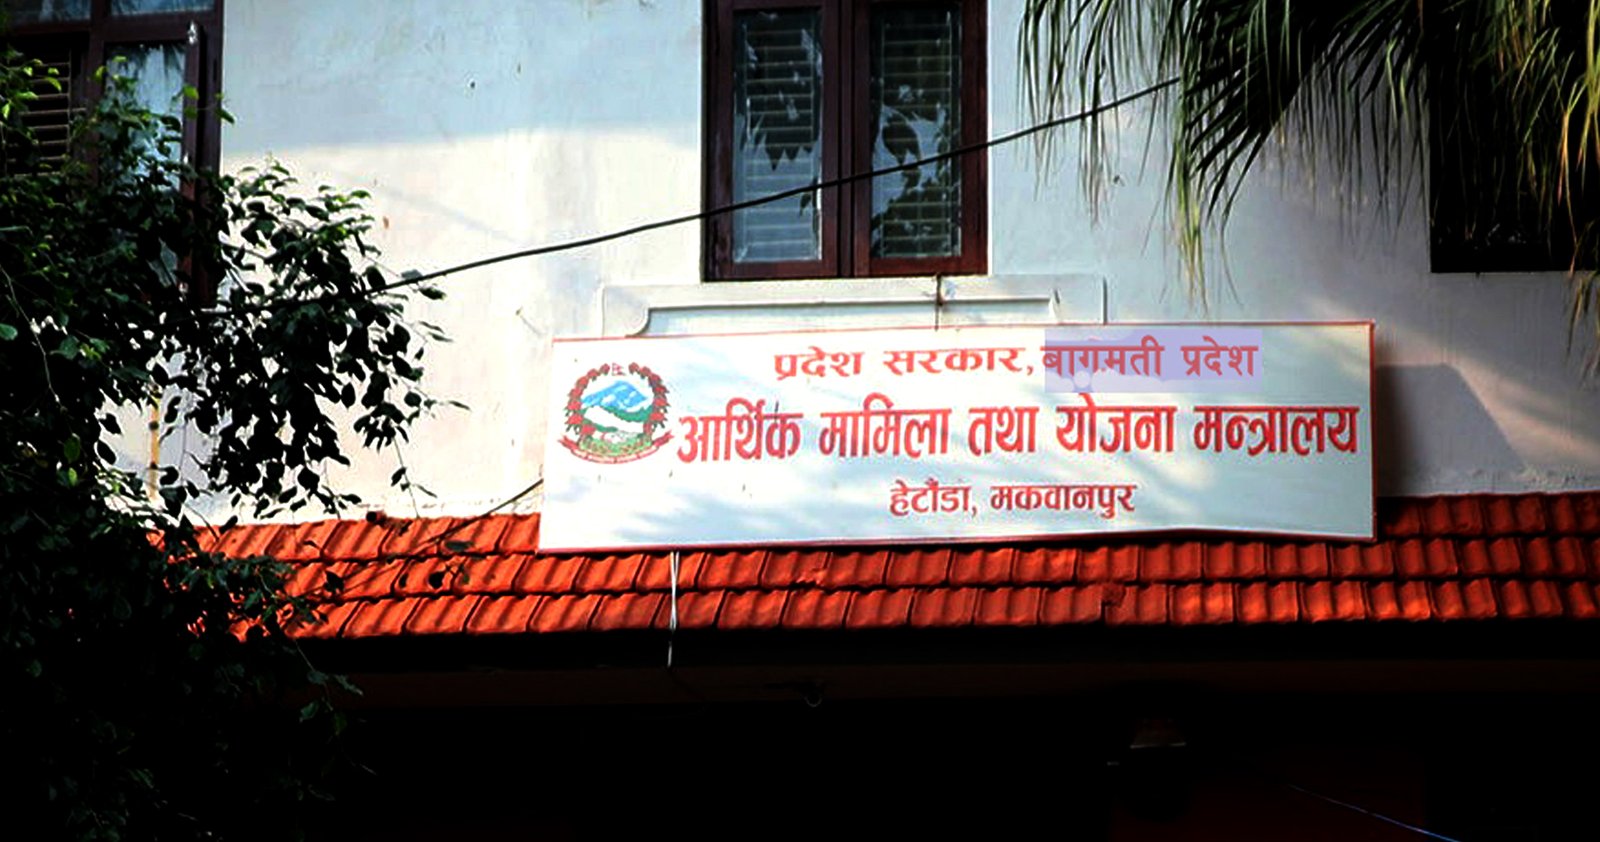 प्रदेश सरकार, बागमती प्रदेश
आर्थिक मामिला तथा योजना मन्त्रालय
हेटौंडा, मकवानपुर